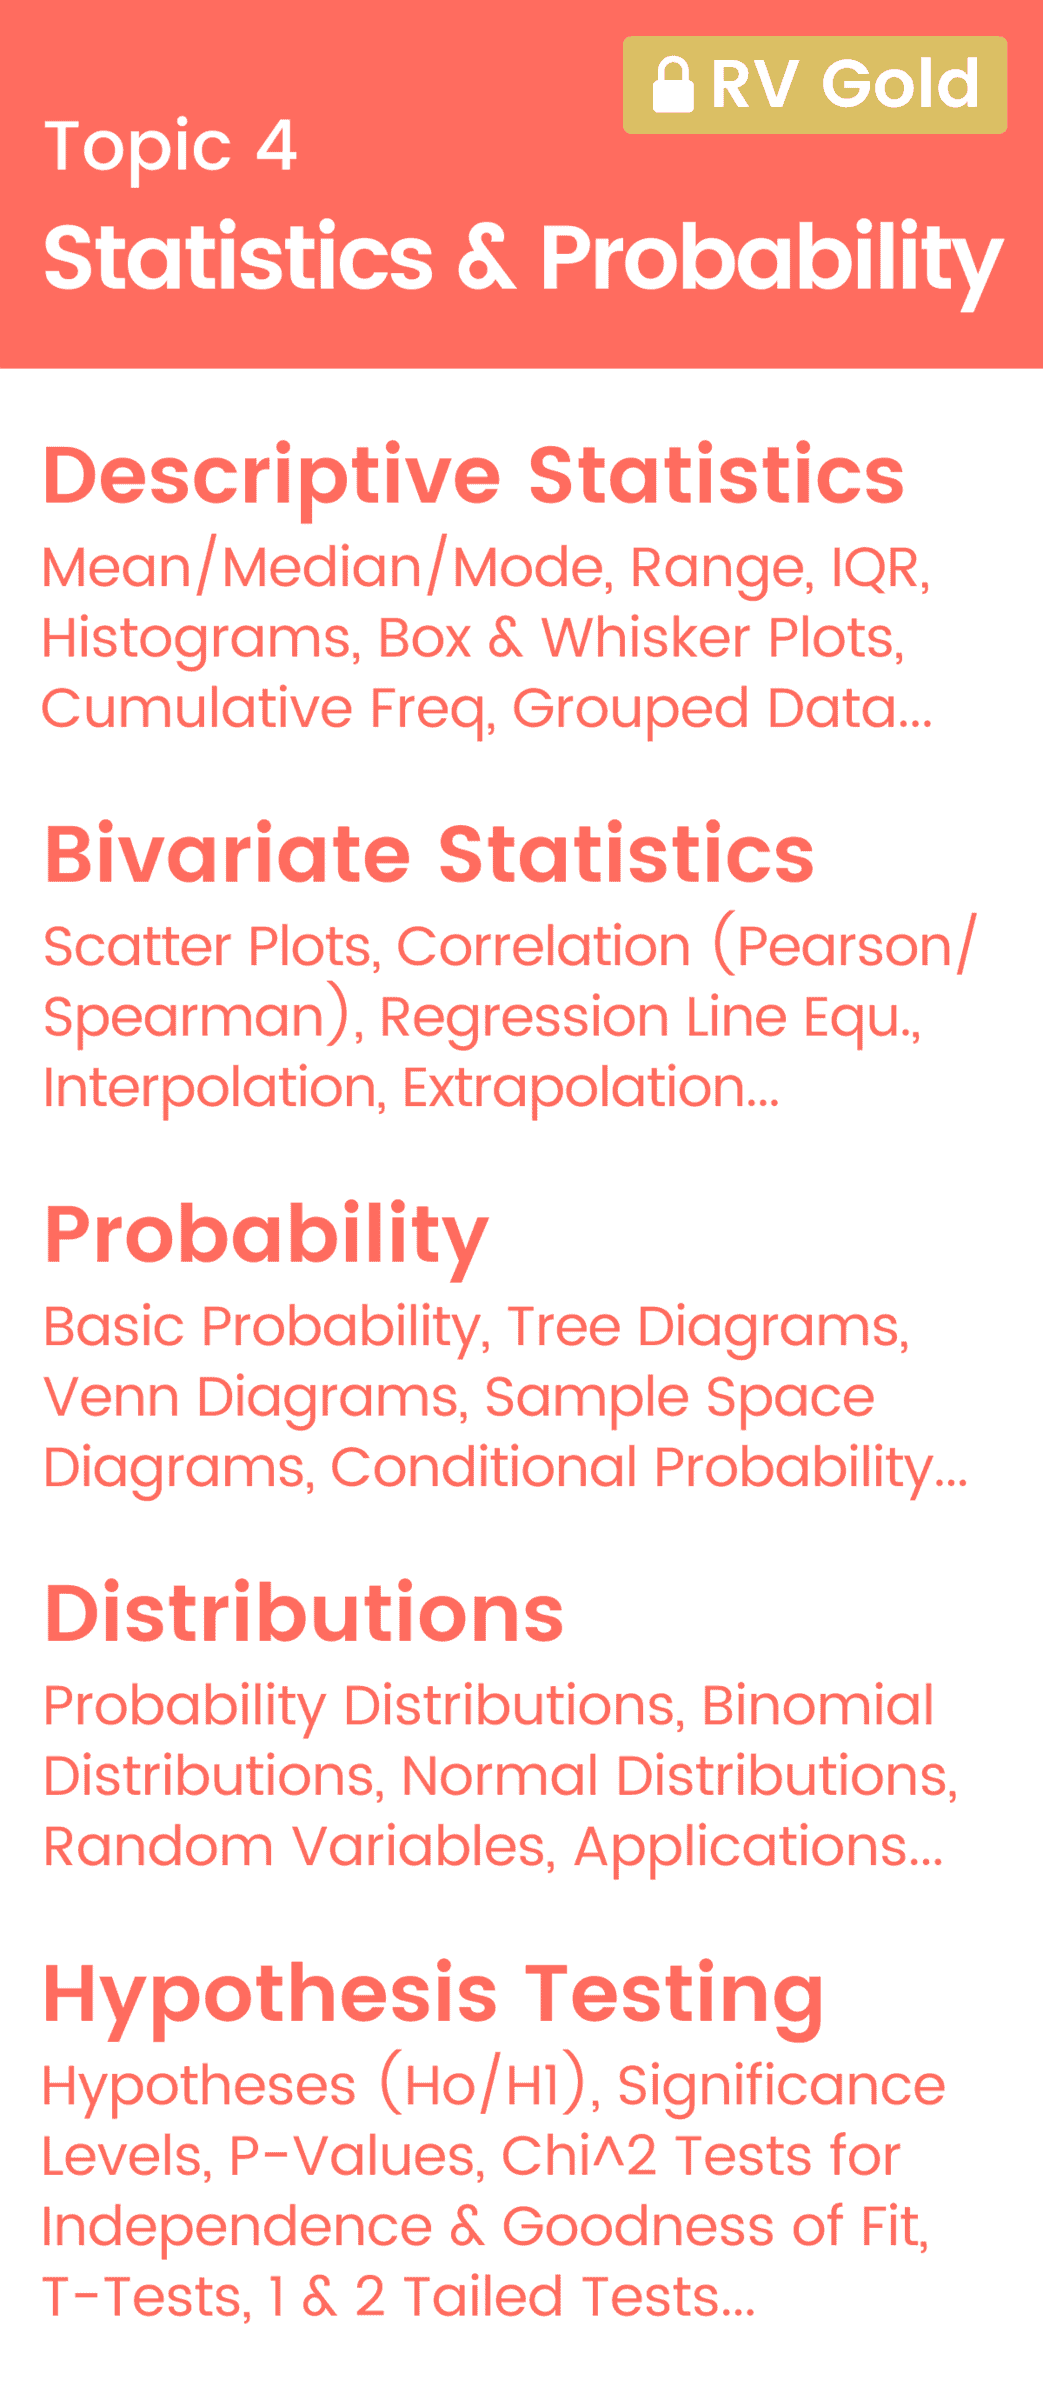 RV Gold
Topic 4
Statistics & Probability
Descriptive Statistics
Mean/Median/Mode, Range, IQR,
Histograms, Box & Whisker Plots,
Cumulative Freq, Grouped Data...
Bivariate Statistics
Scatter Plots, Correlation (Pearson/
Spearman), Regression Line Equ.,
Interpolation, Extrapolation...
Probability
Basic Probability, Tree Diagrams,
Venn Diagrams, Sample Space
Diagrams, Conditional Probability...
Distributions
Probability Distributions, Binomial
Distributions, Normal Distributions,
Random Variables, Applications...
Hypothesis Testing
Hypotheses (Ho/H1), Significance
Levels, P-Values, Chi^2 Tests for
Independence & Goodness of Fit,
T-Tests, 1 & 2 Tailed Tests...